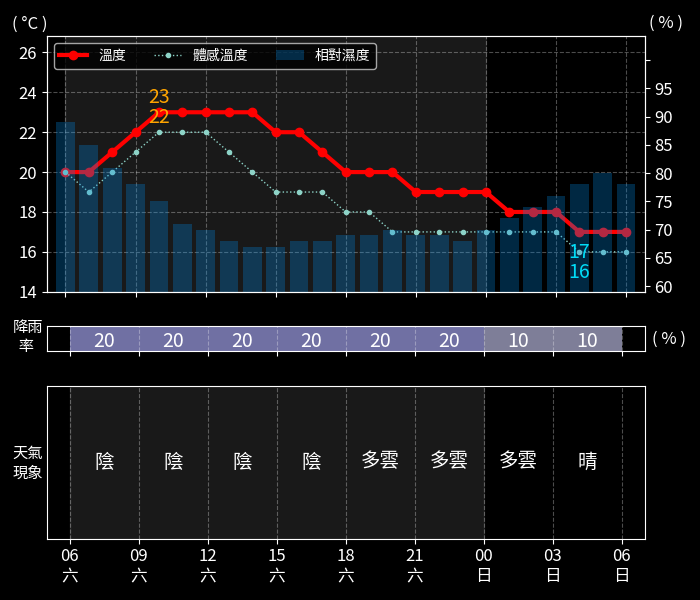 ( °C )
( % )
溫度
體感溫度
相對濕度
26
24
22
20
18
16
14
95
90
85
80
75
70
65
60
23
22
17
16
降雨
率
20 20 20 20 20 20 10 10
( % )
天氣
現象
陰 陰 陰 陰 多雲 多雲 多雲 晴
06 09 12 15 18 21 00 03 06
六 六 六 六 六 六 日 日 日